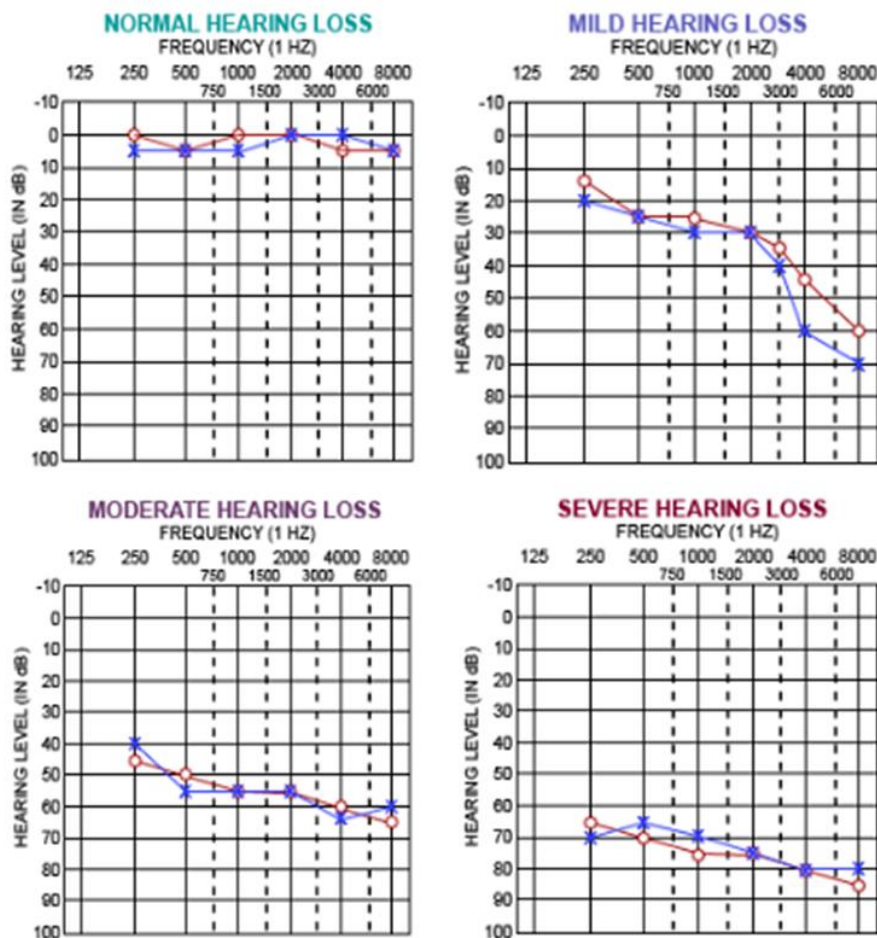 NORMAL HEARING LOSS
FREQUENCY (1 HZ)
125 250 500 1000 2000 4000 8000
750 1500 3000 6000
HEARING LEVEL (IN dB)
-10
0
10
20
30
40
50
60
70
80
90
100
MILD HEARING LOSS
FREQUENCY (1 HZ)
125 250 500 1000 2000 4000 8000
750 1500 3000 6000
HEARING LEVEL (IN dB)
-10
0
10
20
30
40
50
60
70
80
90
100
MODERATE HEARING LOSS
FREQUENCY (1 HZ)
125 250 500 1000 2000 4000 8000
750 1500 3000 6000
HEARING LEVEL (IN dB)
-10
0
10
20
30
40
50
60
70
80
90
100
SEVERE HEARING LOSS
FREQUENCY (1 HZ)
125 250 500 1000 2000 4000 8000
750 1500 3000 6000
HEARING LEVEL (IN dB)
-10
0
10
20
30
40
50
60
70
80
90
100